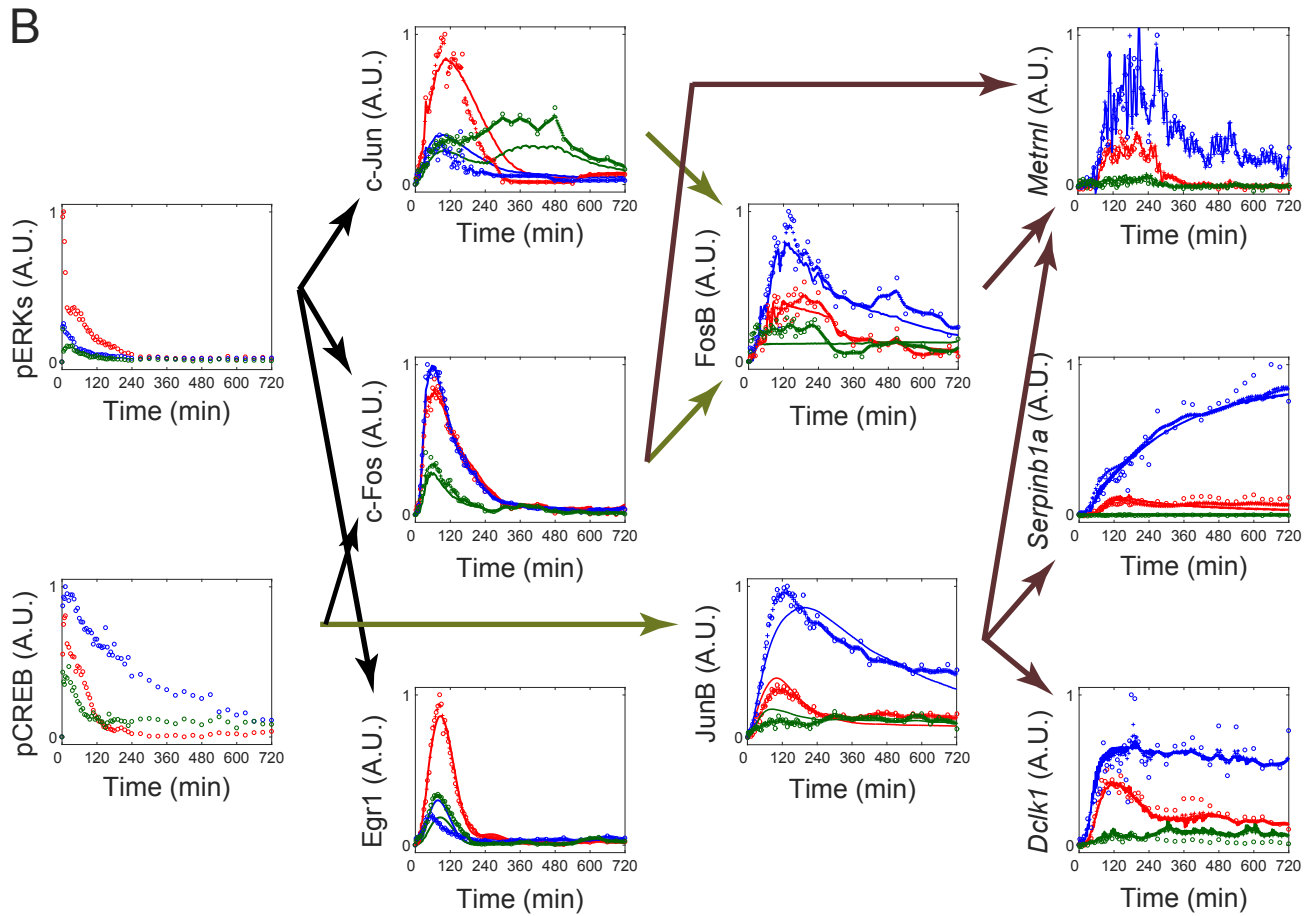 B
c-Jun (A.U.)
1
0
0 120 240 360 480 600 720
Time (min)
Metrnl (A.U.)
1
0
0 120 240 360 480 600 720
Time (min)
pERKs (A.U.)
1
0
0 120 240 360 480 600 720
Time (min)
FosB (A.U.)
1
0
0 120 240 360 480 600 720
Time (min)
c-Fos (A.U.)
1
0
0 120 240 360 480 600 720
Time (min)
Serpinb1a (A.U.)
1
0
0 120 240 360 480 600 720
Time (min)
pCREB (A.U.)
1
0
0 120 240 360 480 600 720
Time (min)
JunB (A.U.)
1
0
0 120 240 360 480 600 720
Time (min)
Egr1 (A.U.)
1
0
0 120 240 360 480 600 720
Time (min)
Dclk1 (A.U.)
1
0
0 120 240 360 480 600 720
Time (min)